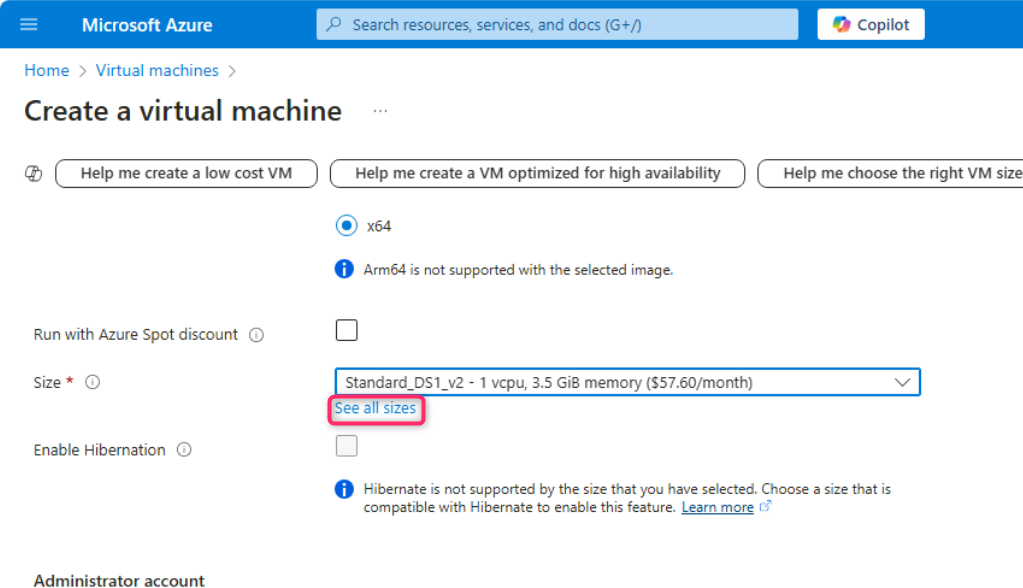 Microsoft Azure
Search resources, services, and docs (G+/)
Copilot
Home > Virtual machines >
Create a virtual machine ...
Help me create a low cost VM
Help me create a VM optimized for high availability
Help me choose the right VM size
x64
Arm64 is not supported with the selected image.
Run with Azure Spot discount
Size *
Standard_DS1_v2 - 1 vcpu, 3.5 GiB memory ($57.60/month)
See all sizes
Enable Hibernation
Hibernate is not supported by the size that you have selected. Choose a size that is
compatible with Hibernate to enable this feature. Learn more
Administrator account